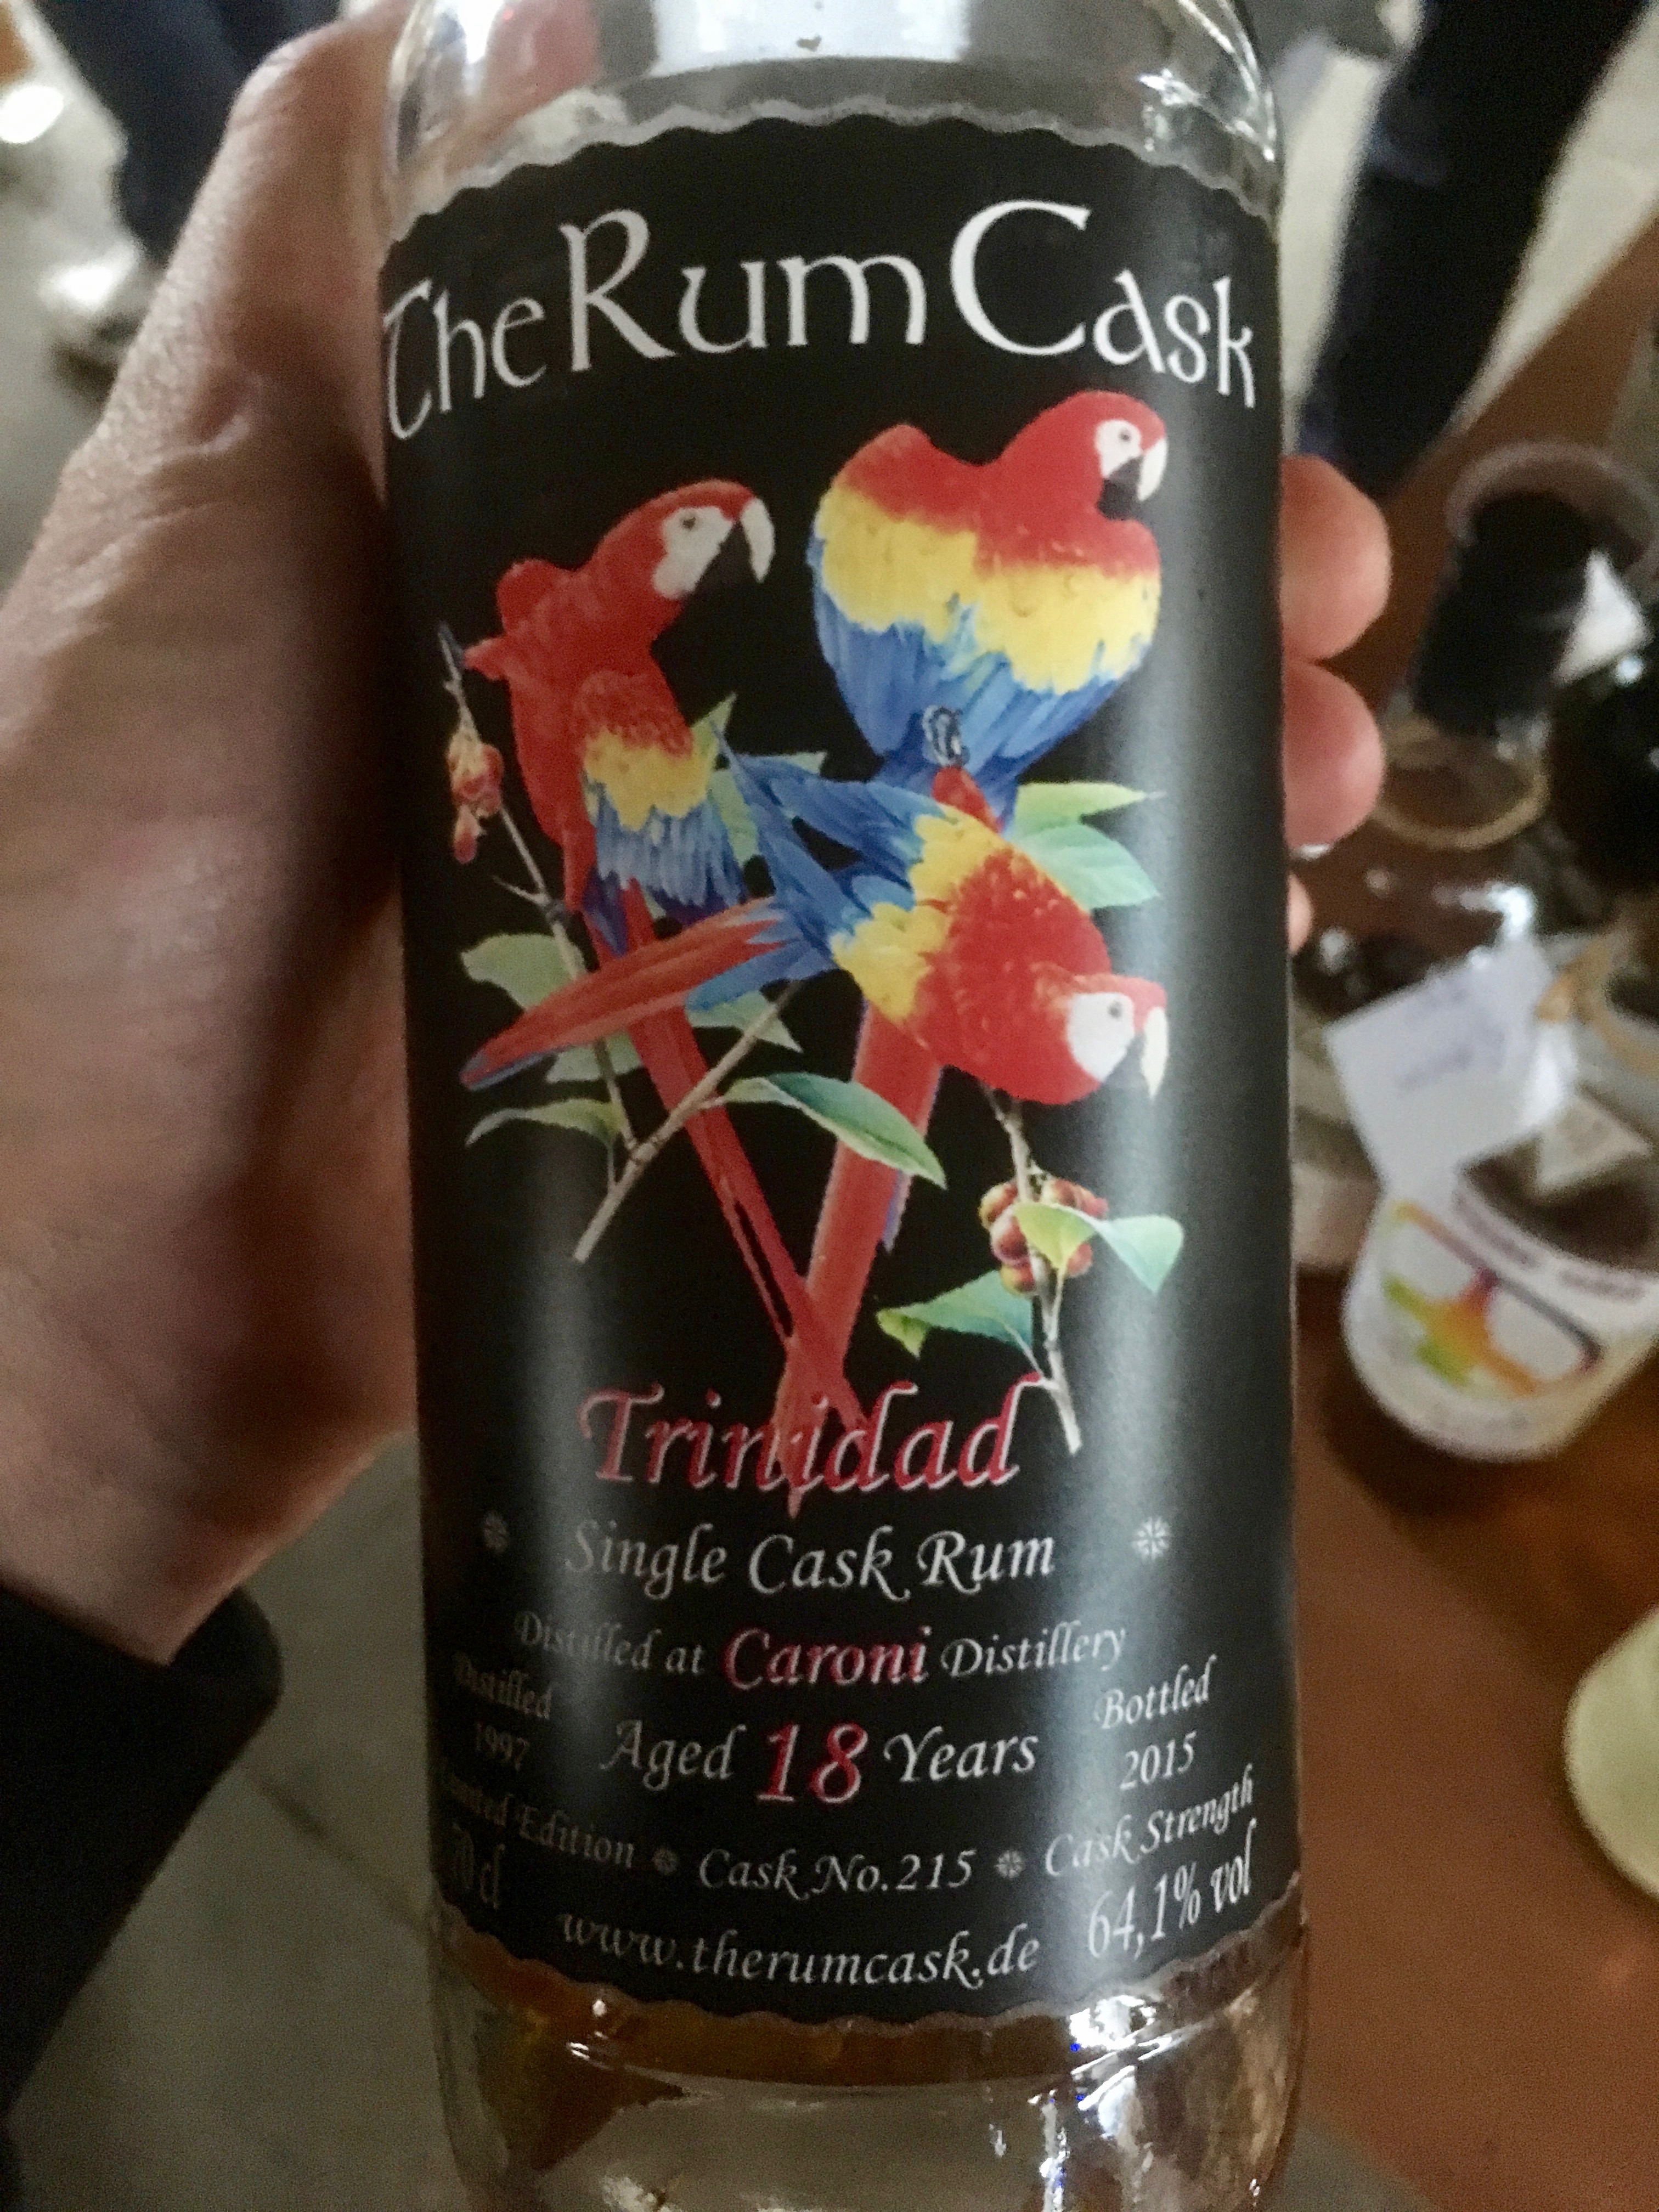 The Rum Cask
Trinidad
Single Cask Rum
Distilled at Caroni Distillery
Distilled
1997
Aged 18 Years
Bottled
2015
Limited Edition * Cask No.215 * Cask Strength
70 cl
www.therumcask.de
64,1% vol